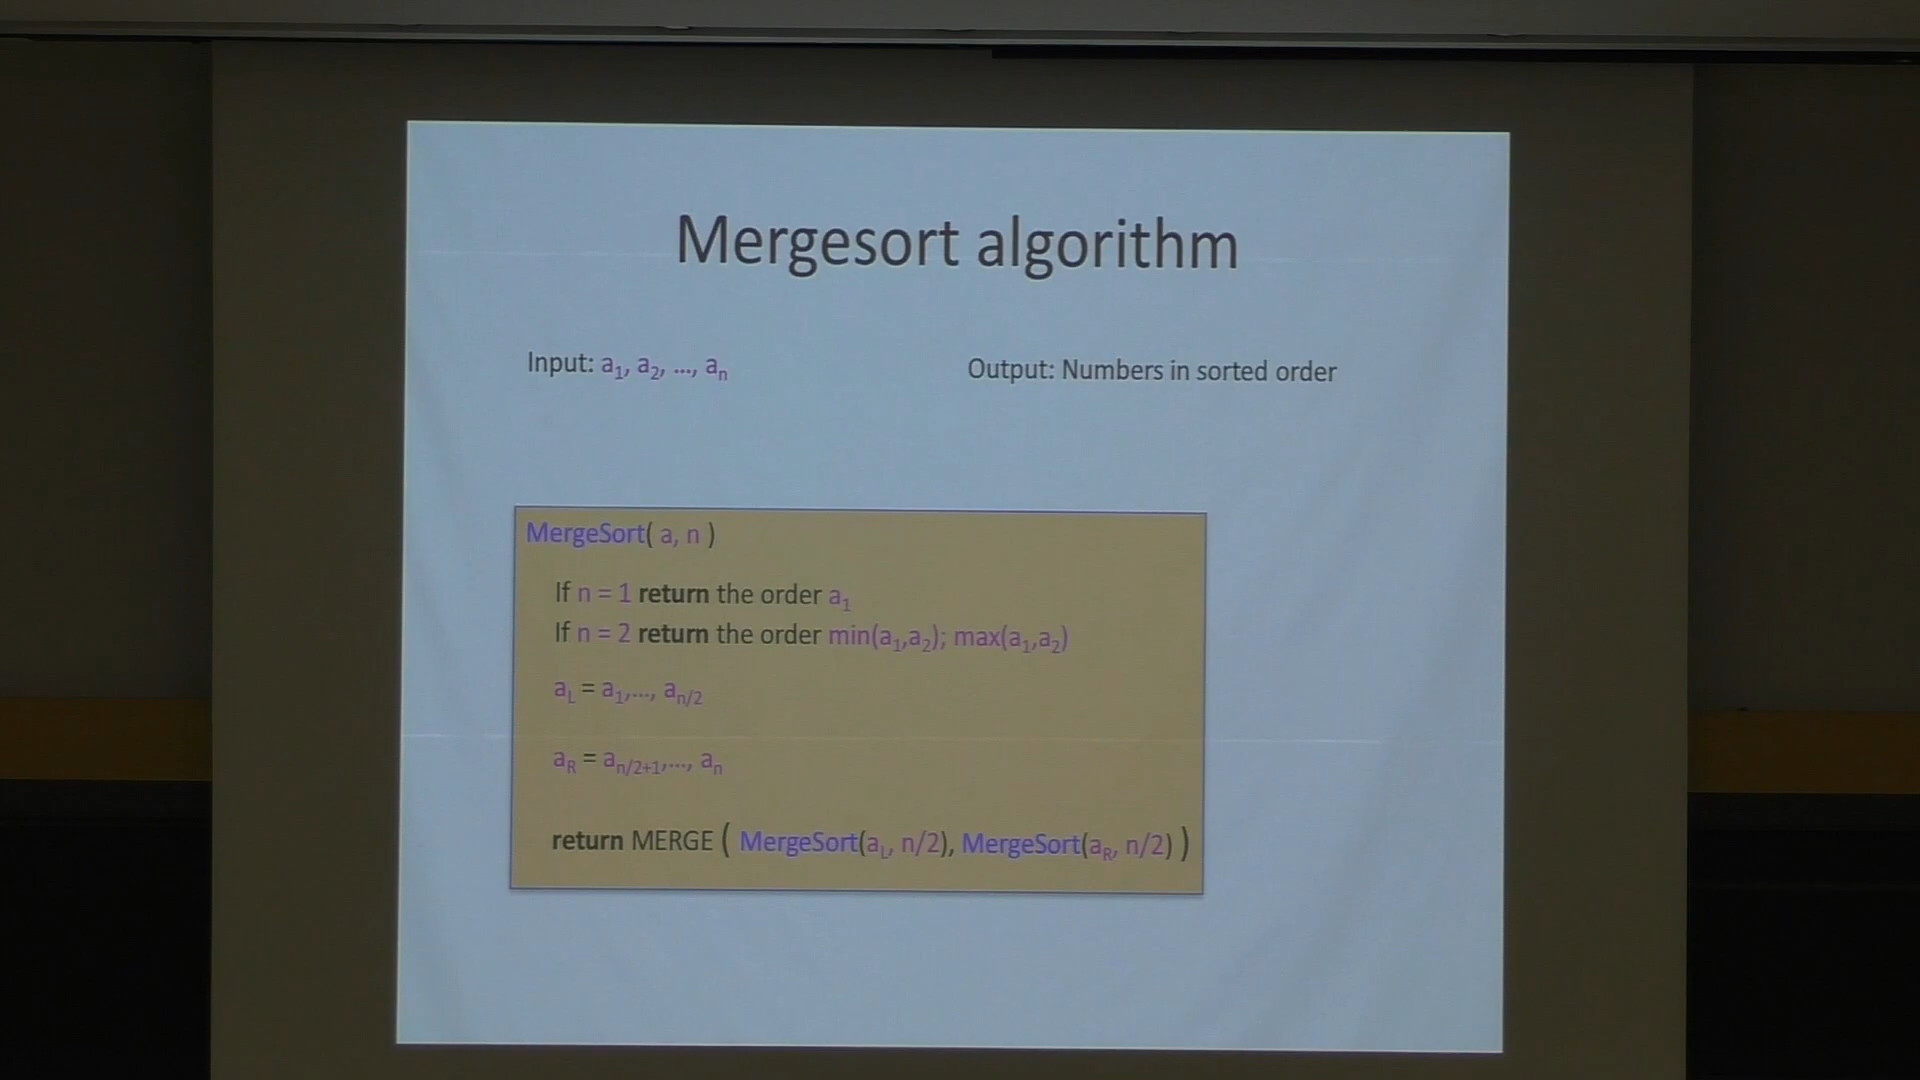 Mergesort algorithm
Input: a₁, a₂, ..., aₙ
Output: Numbers in sorted order
MergeSort( a, n )
If n = 1 return the order a₁
If n = 2 return the order min(a₁,a₂); max(a₁,a₂)
a_L = a₁,..., a_n/2
a_R = a_n/2+1,..., aₙ
return MERGE ( MergeSort(a_L, n/2), MergeSort(a_R, n/2) )